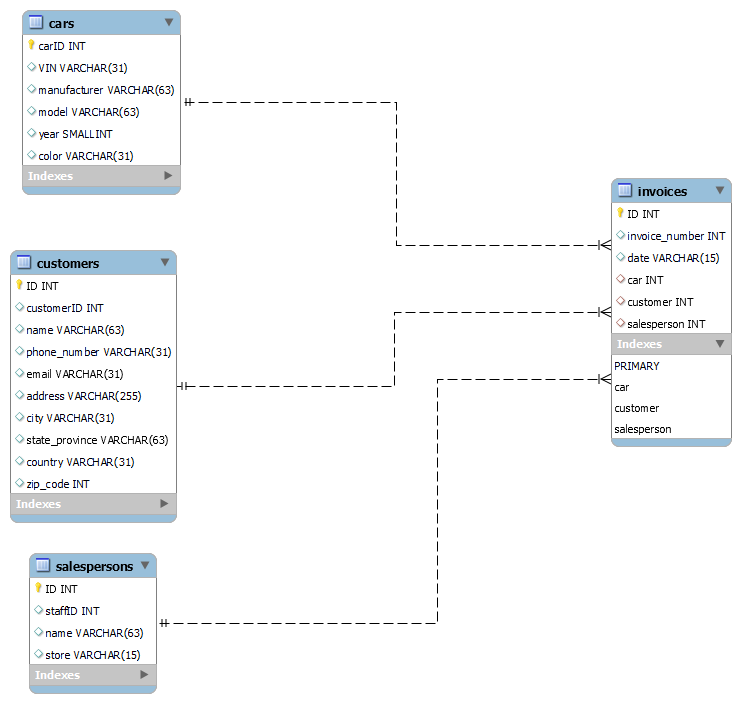 cars
carID INT
VIN VARCHAR(31)
manufacturer VARCHAR(63)
model VARCHAR(63)
year SMALLINT
color VARCHAR(31)
Indexes
customers
ID INT
customerID INT
name VARCHAR(63)
phone_number VARCHAR(31)
email VARCHAR(31)
address VARCHAR(255)
city VARCHAR(31)
state_province VARCHAR(63)
country VARCHAR(31)
zip_code INT
Indexes
salespersons
ID INT
staffID INT
name VARCHAR(63)
store VARCHAR(15)
Indexes
invoices
ID INT
invoice_number INT
date VARCHAR(15)
car INT
customer INT
salesperson INT
Indexes
PRIMARY
car
customer
salesperson